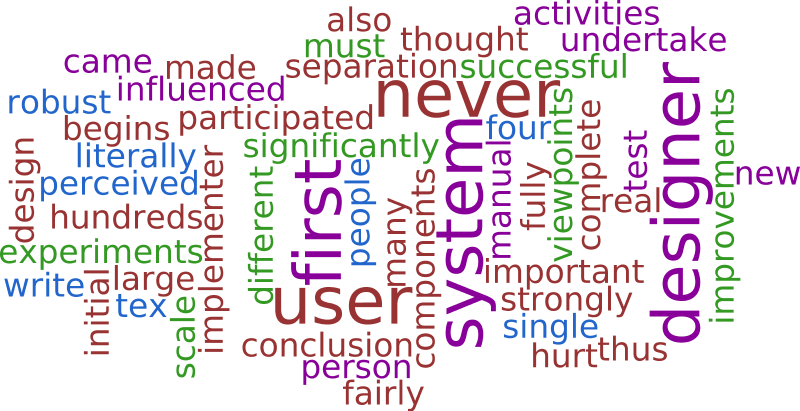 also
activities
must
thought
undertake
came
made
separation
successful
influenced
never
robust
participated
begins
four
significantly
literally
perceived
design
hundreds
implementer
different
first
people
many
components
system
manual
fully
viewpoints
complete
test
real
designer
improvements
new
experiments
write
initial
large
tex
scale
user
important
strongly
single
conclusion
hurt
thus
person
fairly